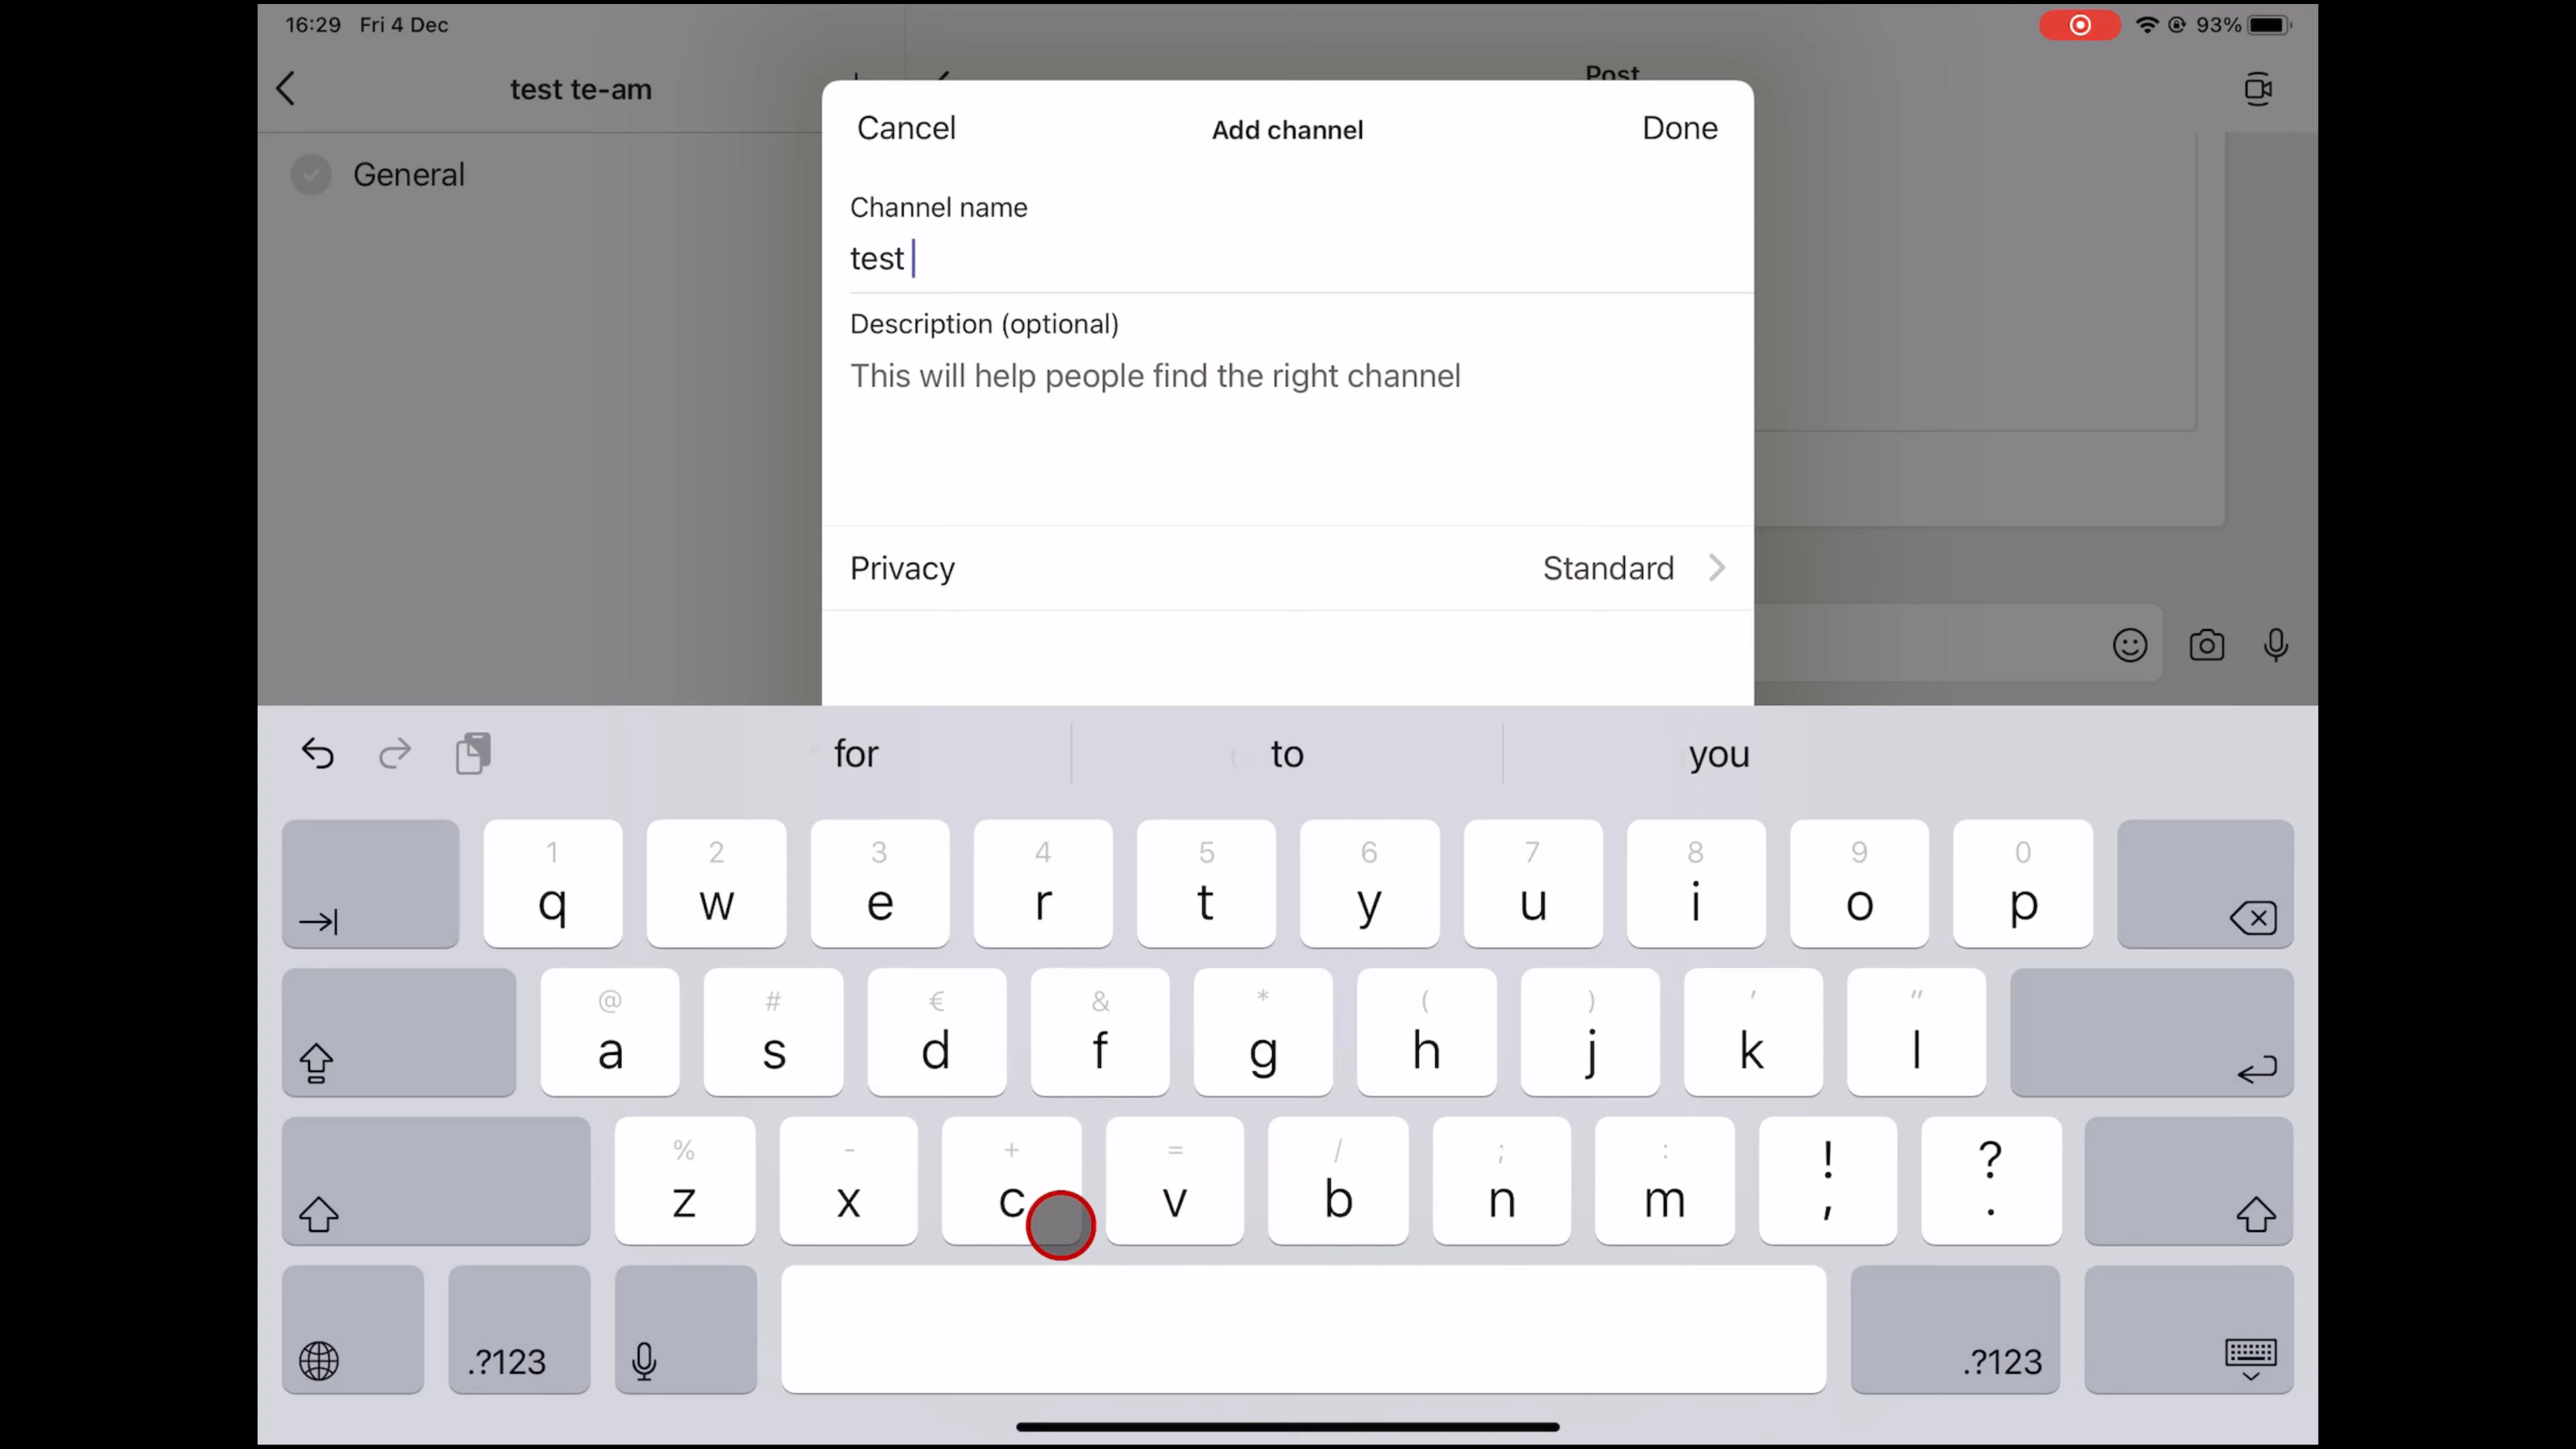 16:29 Fri 4 Dec
93%
test te-am
Post
General
Cancel Add channel Done
Channel name
test
Description (optional)
This will help people find the right channel
Privacy Standard
for to you
1 2 3 4 5 6 7 8 9 0
q w e r t y u i o p
@ # € & * ( ) ' "
a s d f g h j k l
% - + = / ; : ! ?
z x c v b n m , .
.?123 .?123